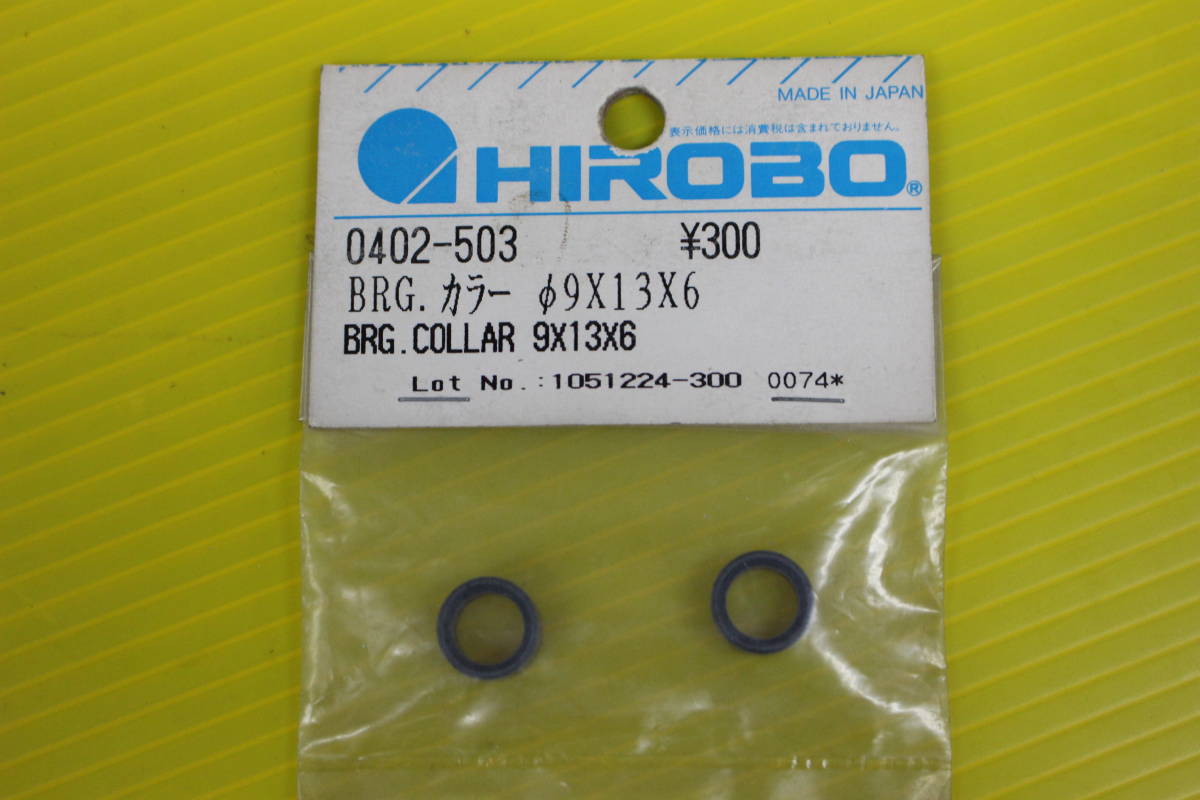 MADE IN JAPAN
表示価格には消費税は含まれておりません。
HIROBO®
0402-503 ¥300
BRG.カラー φ9X13X6
BRG.COLLAR 9X13X6
Lot No.:1051224-300 0074*